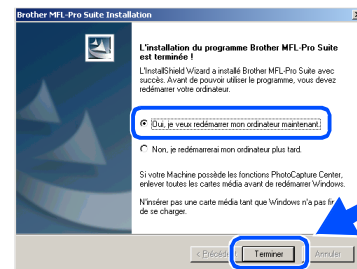 Brother MFL-Pro Suite Installation
L'installation du programme Brother MFL-Pro Suite
est terminée !
L'InstallShield Wizard a installé Brother MFL-Pro Suite avec
succès. Avant de pouvoir utiliser le programme, vous devez
redémarrer votre ordinateur.
Oui, je veux redémarrer mon ordinateur maintenant.
Non, je redémarrerai mon ordinateur plus tard.
Si votre Machine possède les fonctions PhotoCapture Center,
enlever toutes les cartes média avant de redémarrer Windows.
N'insérer pas une carte média tant que Windows n'a pas
de se charger.
< Précédent
Terminer
Annuler